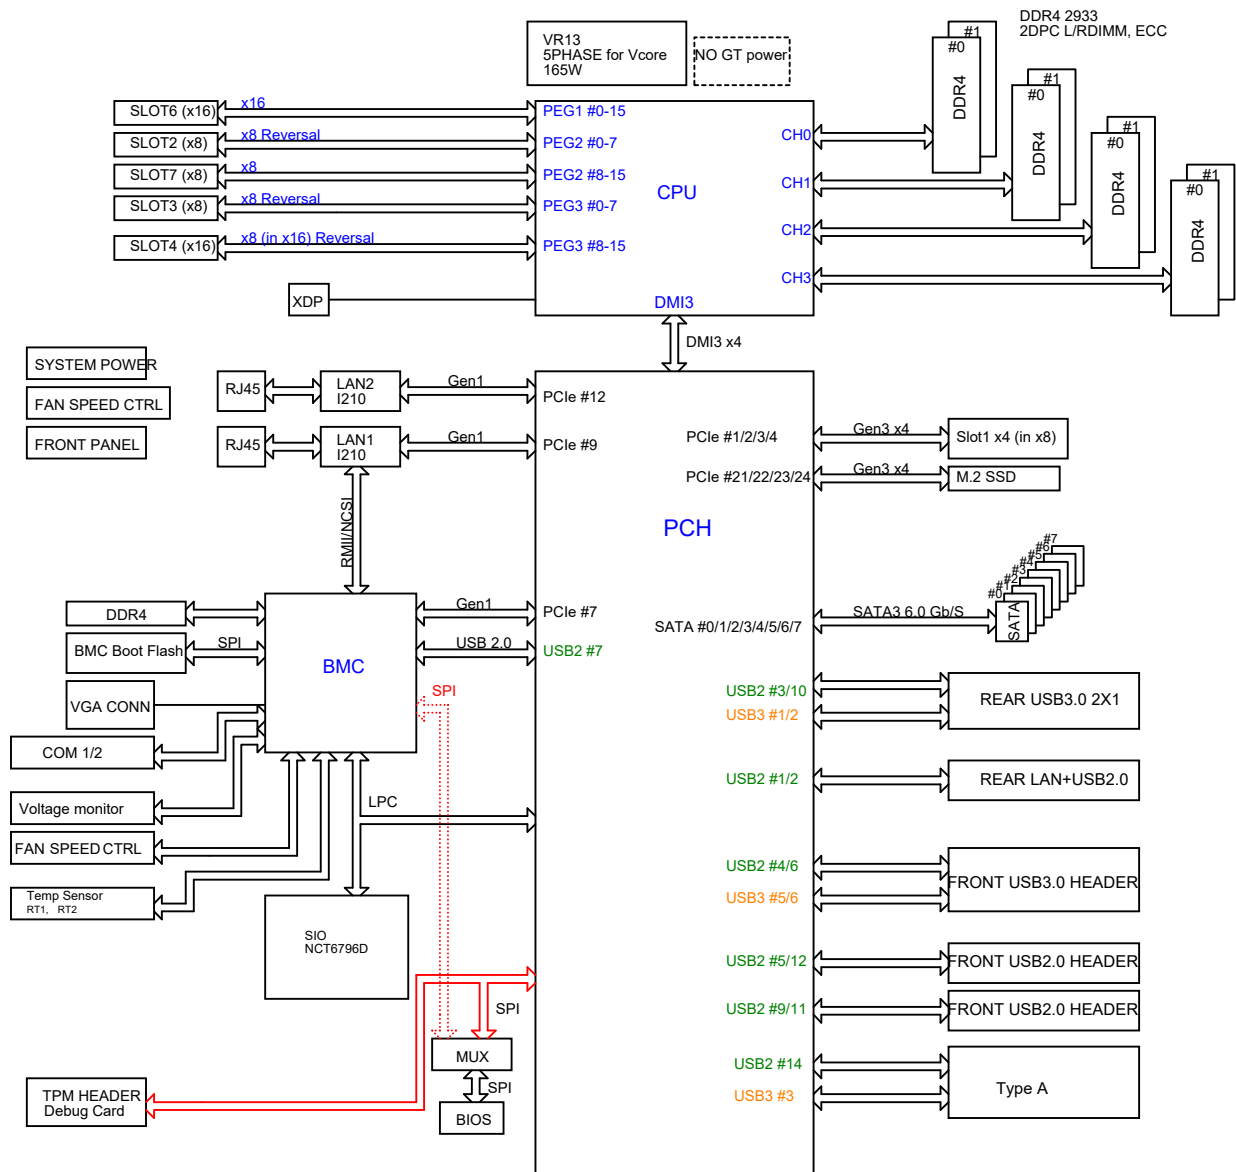 DDR4 2933
2DPC L/RDIMM, ECC
VR13
5PHASE for Vcore
165W
NO GT power
#1
#0
DDR4
#1
#0
DDR4
#1
#0
DDR4
#1
#0
DDR4
SLOT6 (x16)
x16
PEG1 #0-15
SLOT2 (x8)
x8 Reversal
PEG2 #0-7
SLOT7 (x8)
x8
PEG2 #8-15
SLOT3 (x8)
x8 Reversal
PEG3 #0-7
SLOT4 (x16)
x8 (in x16) Reversal
PEG3 #8-15
CPU
CH0
CH1
CH2
CH3
XDP
DMI3
DMI3 x4
SYSTEM POWER
FAN SPEED CTRL
FRONT PANEL
RJ45
LAN2
I210
Gen1
PCIe #12
RJ45
LAN1
I210
Gen1
PCIe #9
PCIe #1/2/3/4
Gen3 x4
Slot1 x4 (in x8)
PCIe #21/22/23/24
Gen3 x4
M.2 SSD
PCH
RMII/NCSI
#7
#6
#5
#4
#3
#2
#1
#0
SATA
SATA3 6.0 Gb/S
SATA #0/1/2/3/4/5/6/7
DDR4
Gen1
PCIe #7
BMC Boot Flash
SPI
BMC
USB 2.0
USB2 #7
VGA CONN
SPI
COM 1/2
Voltage monitor
FAN SPEED CTRL
Temp Sensor
RT1, RT2
LPC
SIO
NCT6796D
USB2 #3/10
USB3 #1/2
REAR USB3.0 2X1
USB2 #1/2
REAR LAN+USB2.0
USB2 #4/6
USB3 #5/6
FRONT USB3.0 HEADER
USB2 #5/12
FRONT USB2.0 HEADER
USB2 #9/11
FRONT USB2.0 HEADER
USB2 #14
USB3 #3
Type A
SPI
MUX
SPI
BIOS
TPM HEADER
Debug Card